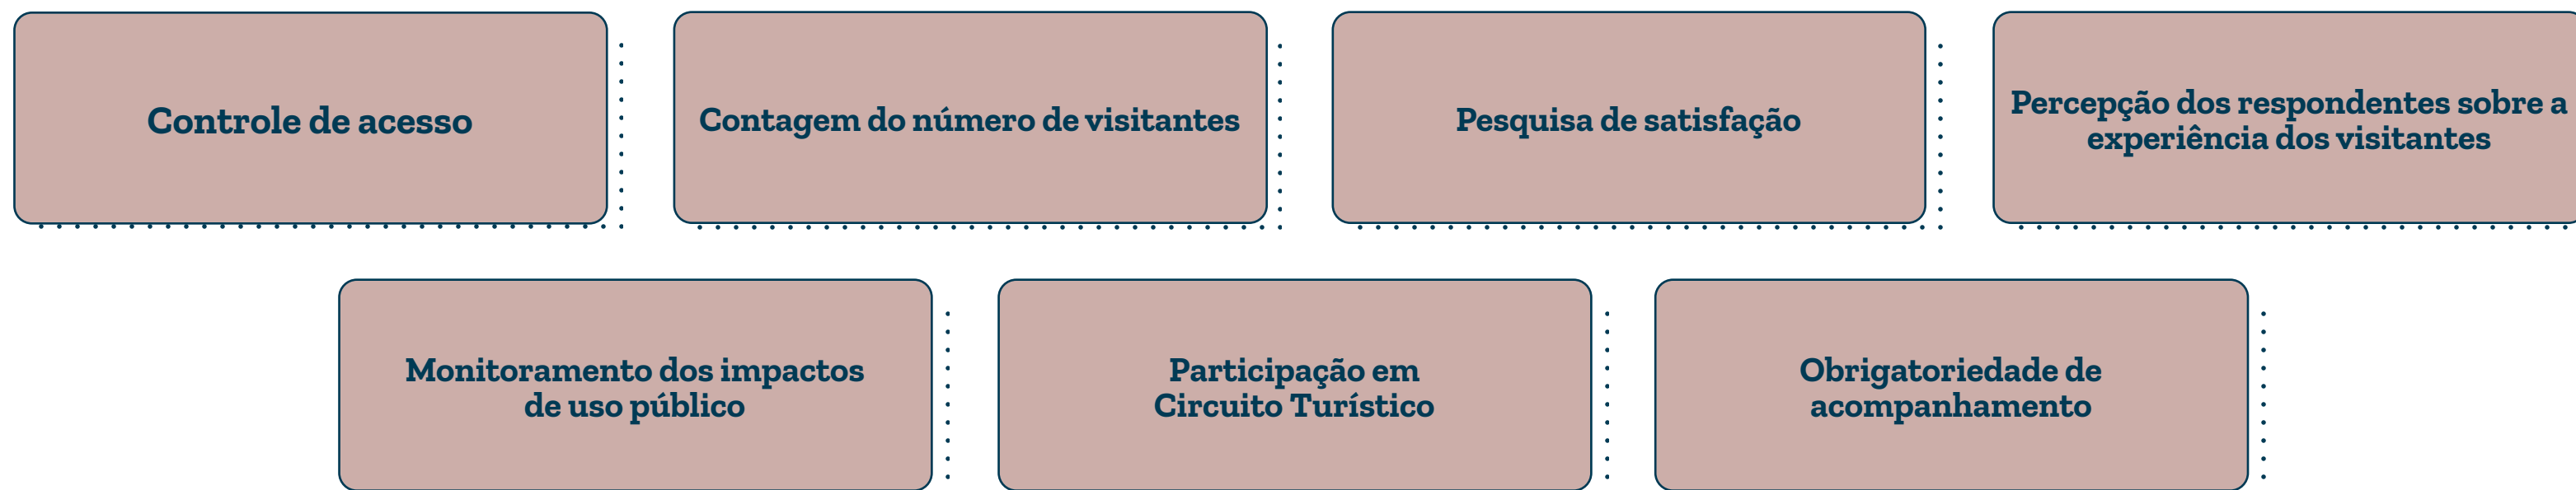 Controle de acesso
Contagem do número de visitantes
Pesquisa de satisfação
Percepção dos respondentes sobre a
experiência dos visitantes
Monitoramento dos impactos
de uso público
Participação em
Circuito Turístico
Obrigatoriedade de
acompanhamento